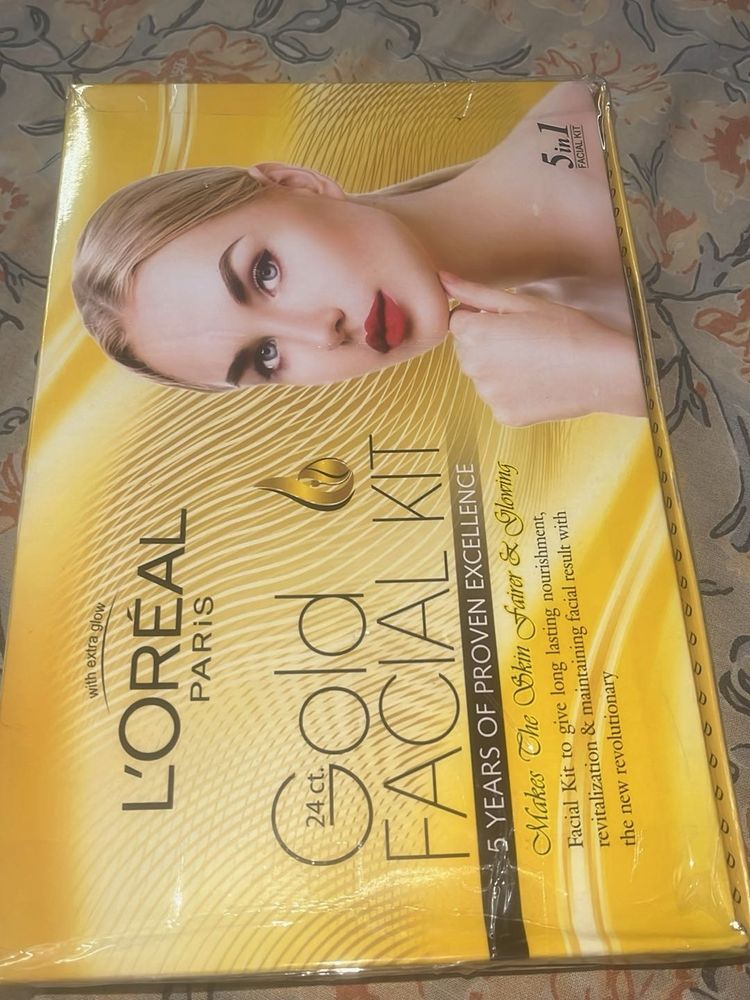 with extra glow
L'ORÉAL
PARiS
24 ct.
Gold
FACIAL KIT
5 YEARS OF PROVEN EXCELLENCE
Makes The Skin Fairer & Glowing
Facial Kit to give long lasting nourishment,
revitalization & maintaining facial result with
the new revolutionary
5in1
FACIAL KIT